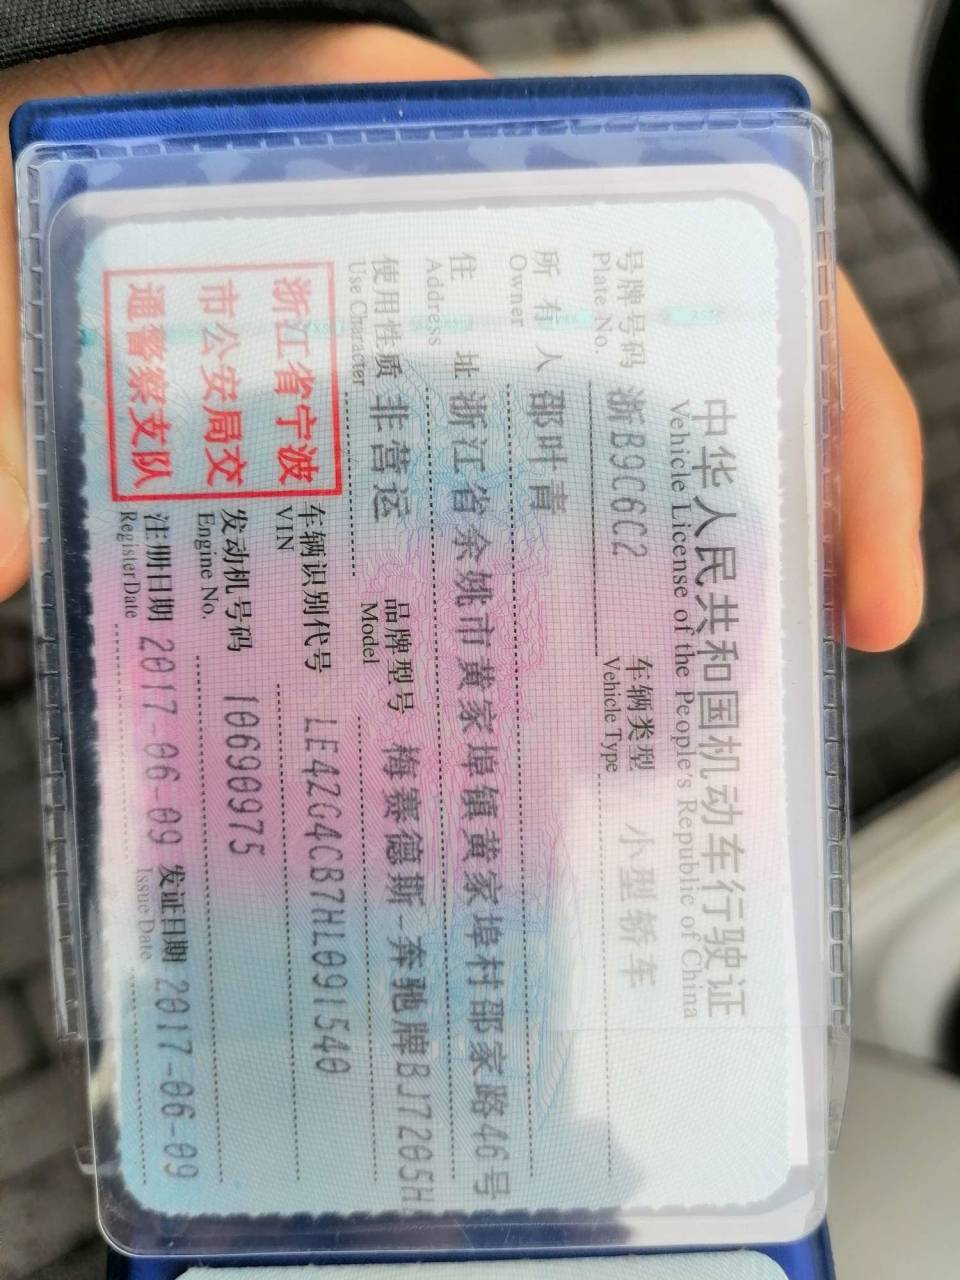 中华人民共和国机动车行驶证
Vehicle License of the People's Republic of China
号牌号码 浙B9C6C2 车辆类型 小型轿车
Plate No. Vehicle Type
所有人 邵叶青
Owner
住址 浙江省余姚市黄家埠镇黄家埠村邵家路46号
Address
使用性质 非营运 品牌型号 梅赛德斯-奔驰牌BJ7205H
Use Character Model
浙江省宁波
市公安局交
通警察支队
车辆识别代号 LE4ZG4CB7HL091540
VIN
发动机号码 10690975
Engine No.
注册日期 2017-06-09 发证日期 2017-06-09
Register Date Issue Date